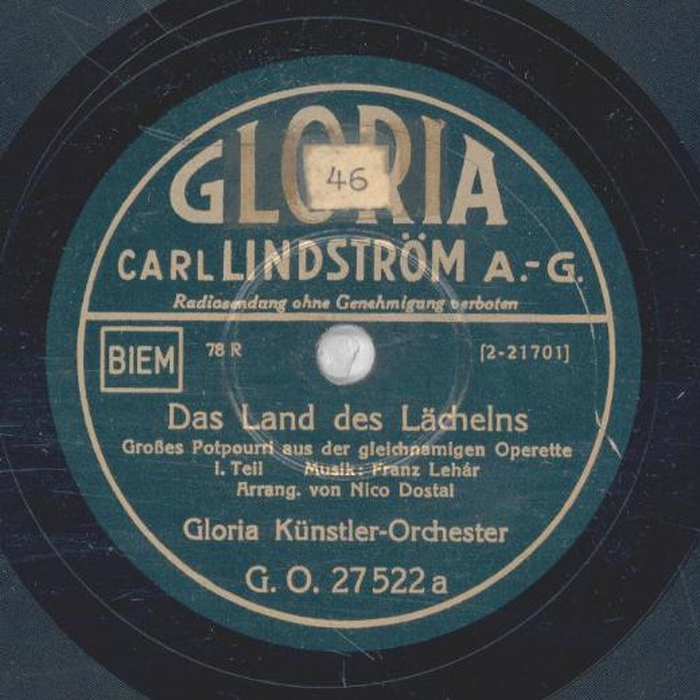 GLORIA
46
CARL LINDSTRÖM A.-G.
Radiosendung ohne Genehmigung verboten
BIEM 78 R [2-21701]
Das Land des Lächelns
Großes Potpourri aus der gleichnamigen Operette
I. Teil Musik: Franz Lehár
Arrang. von Nico Dostal
Gloria Künstler-Orchester
G. O. 27522 a